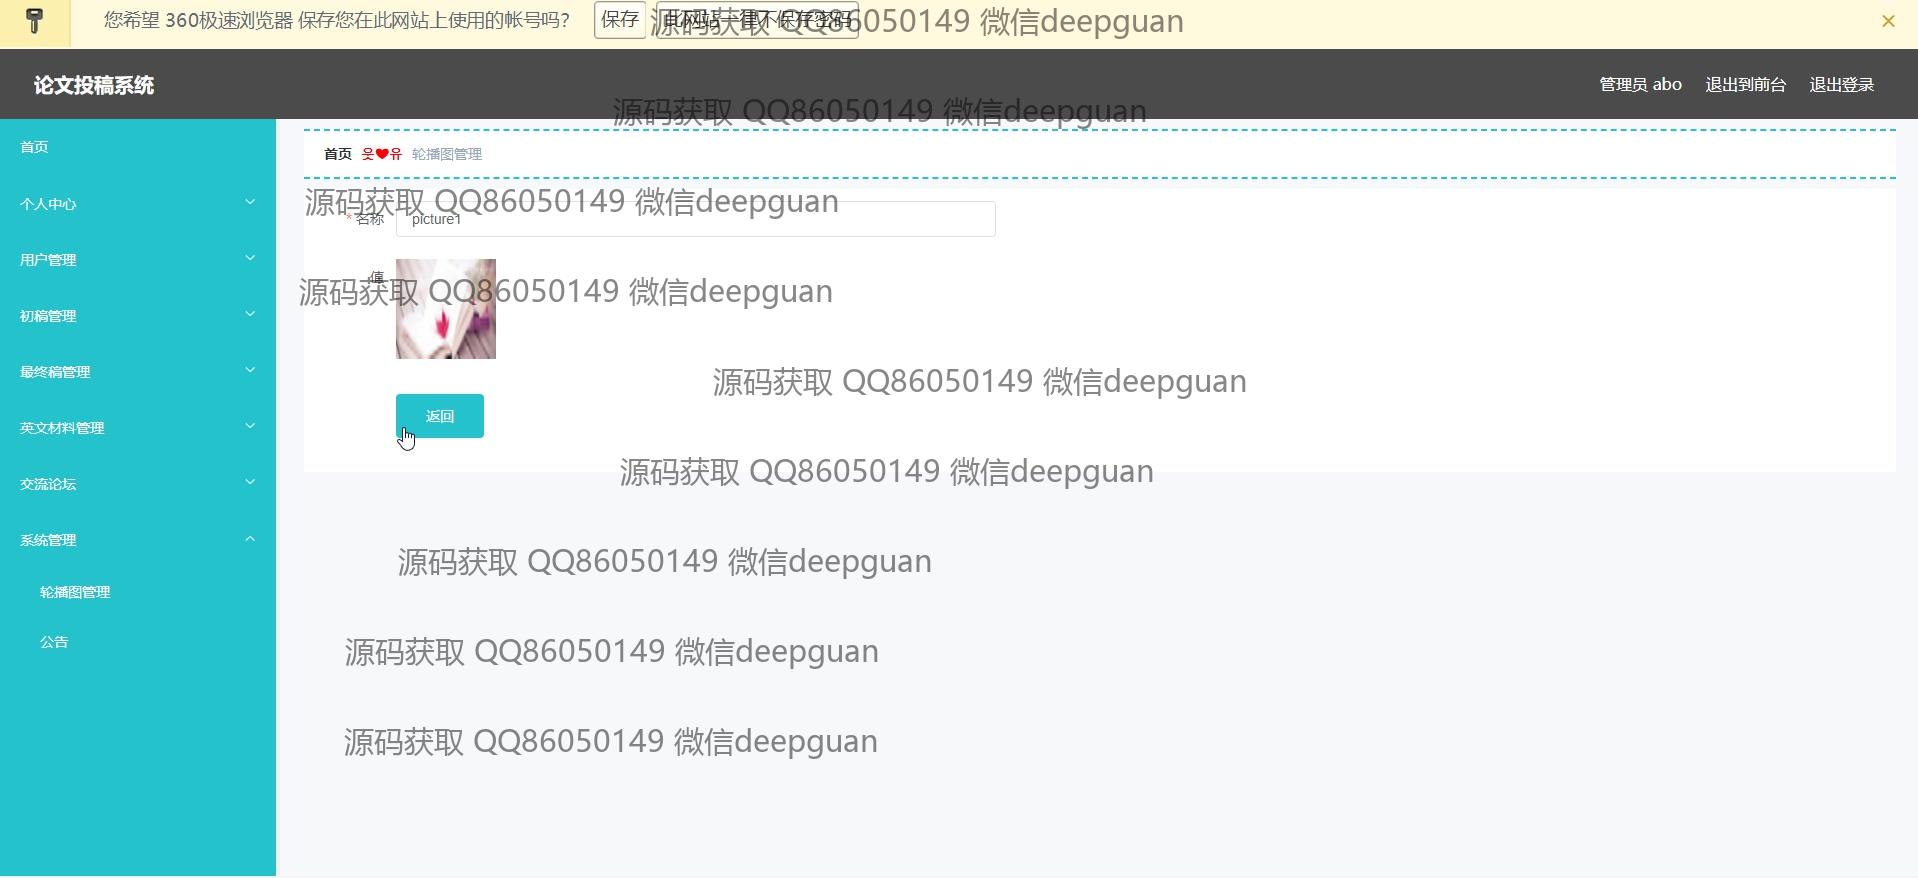 您希望 360极速浏览器 保存您在此网站上使用的帐号吗？ 保存 此网站一律不保存密码
源码获取 QQ86050149 微信deepguan
论文投稿系统 管理员 abo 退出到前台 退出登录
源码获取 QQ86050149 微信deepguan
首页
首页 웃❤유 轮播图管理
源码获取 QQ86050149 微信deepguan
个人中心
*名称 picture1
用户管理
值
源码获取 QQ86050149 微信deepguan
初稿管理
最终稿管理
源码获取 QQ86050149 微信deepguan
返回
英文材料管理
源码获取 QQ86050149 微信deepguan
交流论坛
系统管理
源码获取 QQ86050149 微信deepguan
轮播图管理
公告
源码获取 QQ86050149 微信deepguan
源码获取 QQ86050149 微信deepguan